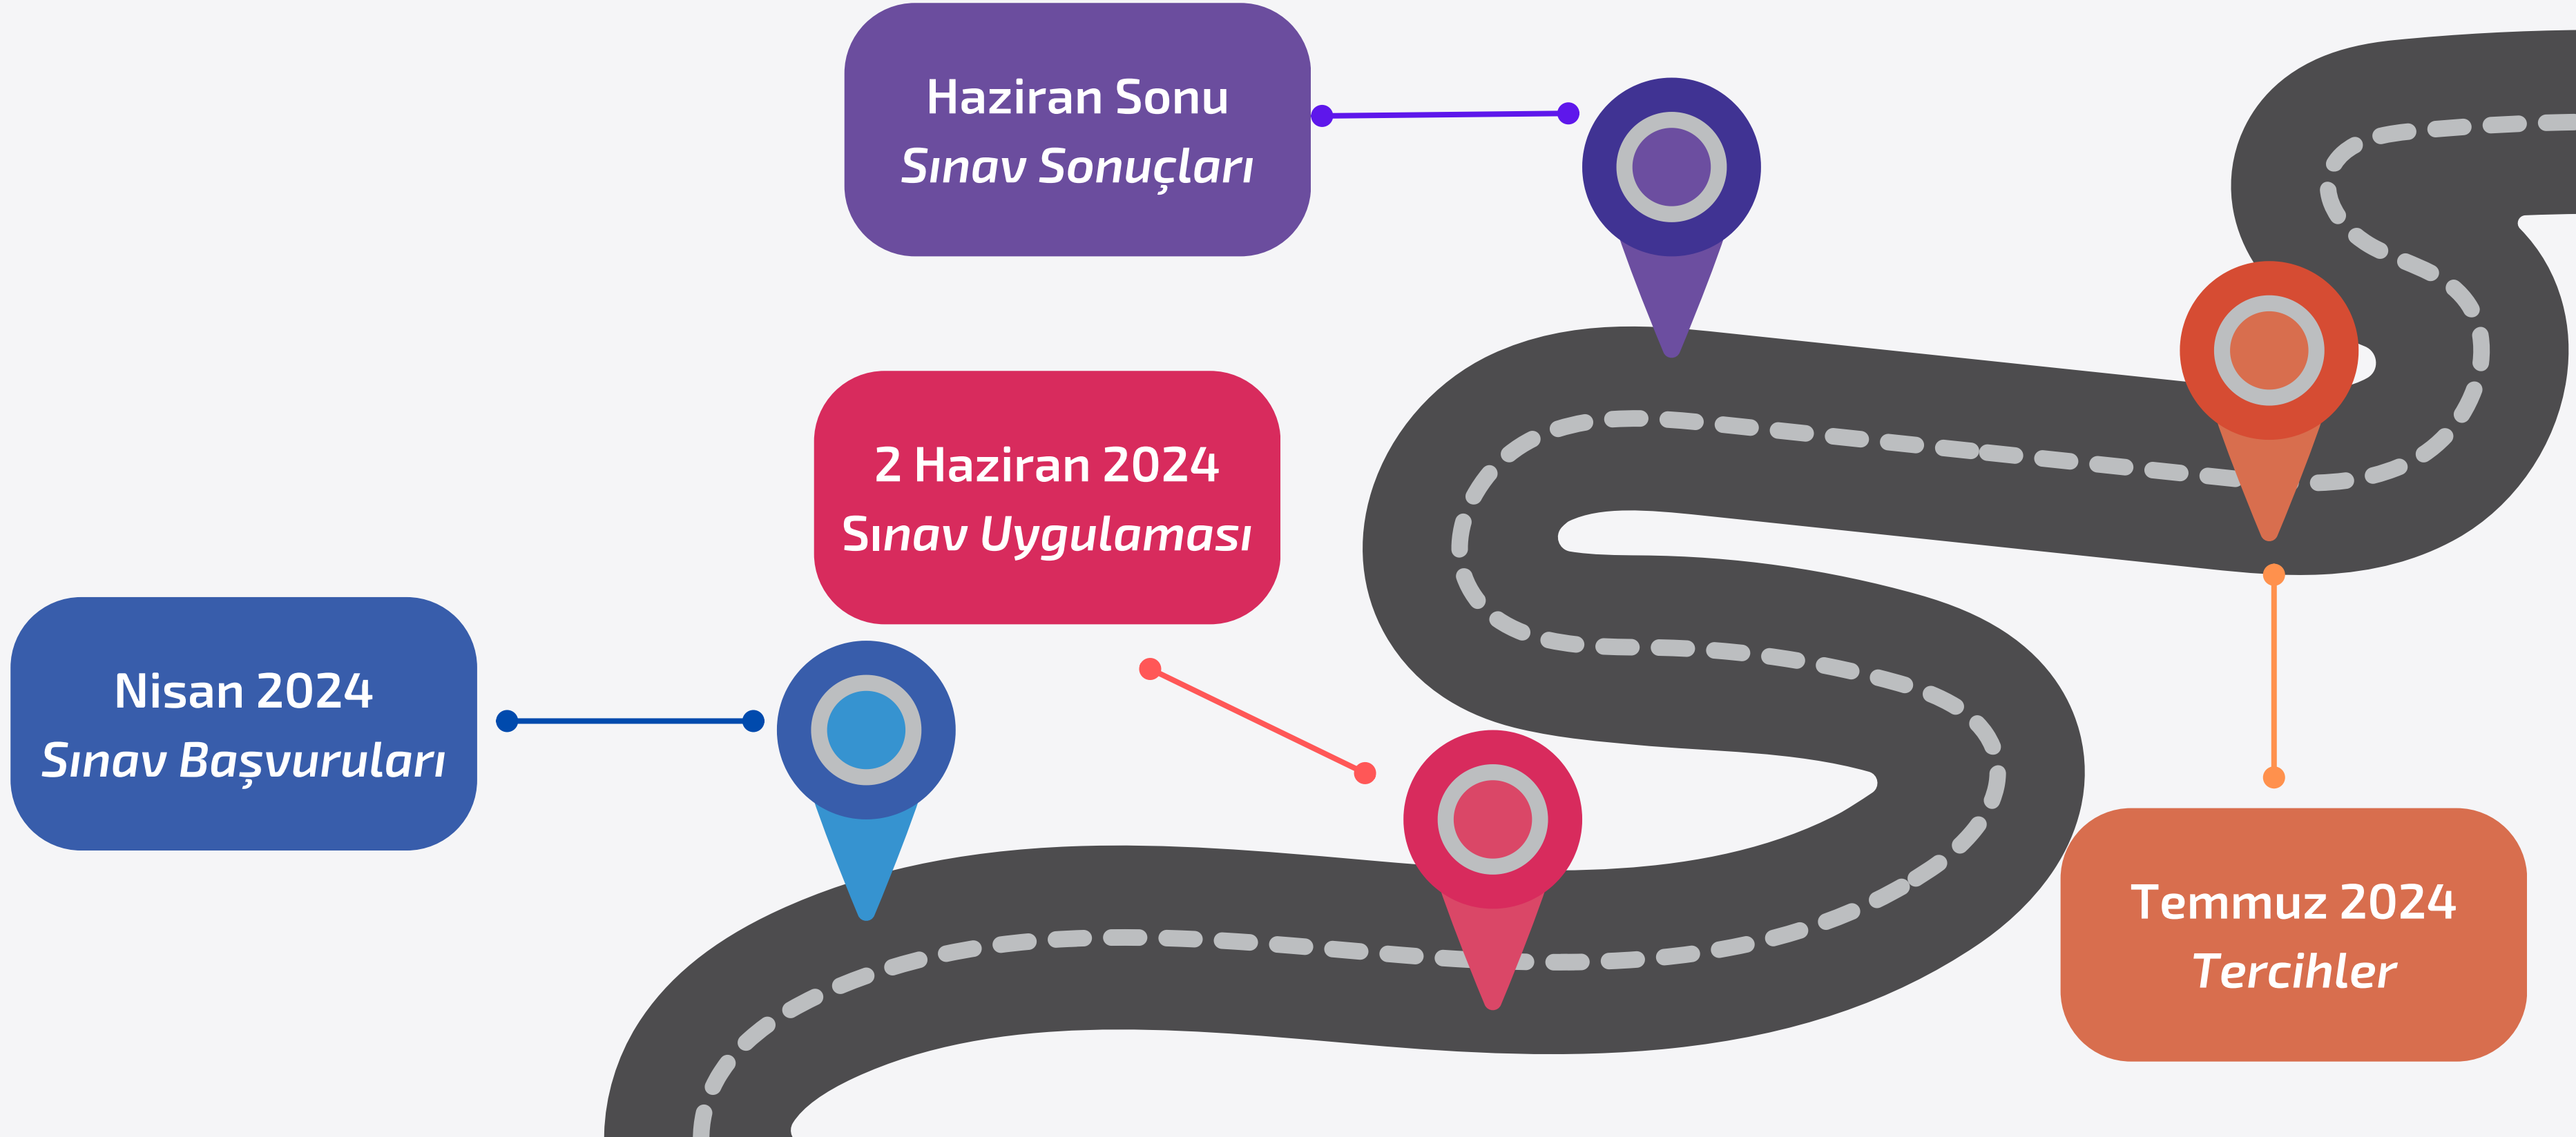 Haziran Sonu
Sınav Sonuçları
2 Haziran 2024
Sınav Uygulaması
Nisan 2024
Sınav Başvuruları
Temmuz 2024
Tercihler